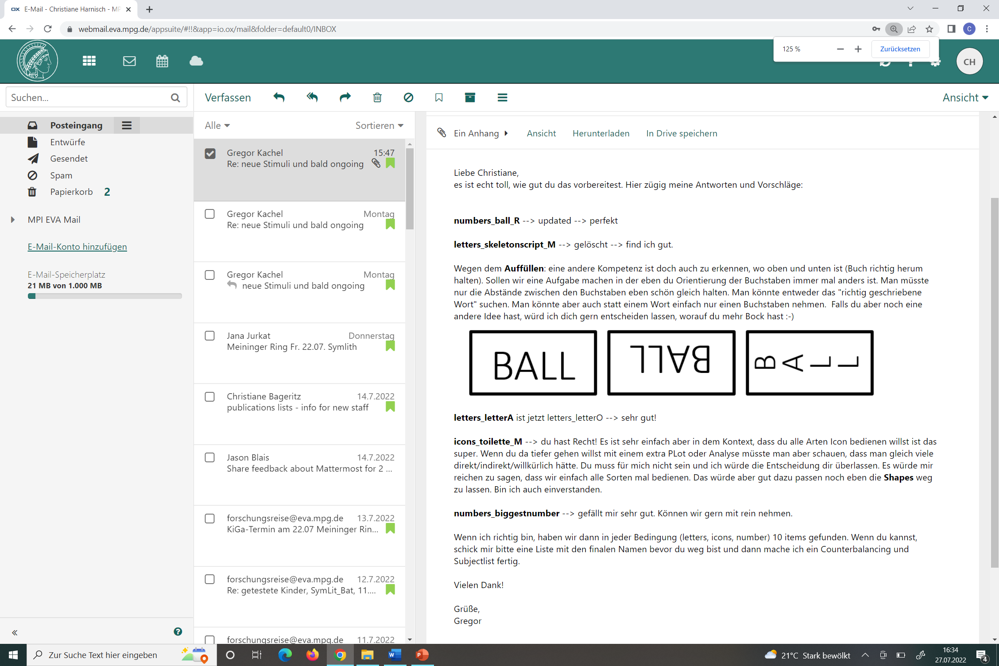 E-Mail - Christiane Harnisch - MP
webmail.eva.mpg.de/appsuite/#!!&app=io.ox/mail&folder=default0/INBOX
C
125 %
Zurücksetzen
CH
Suchen...
Verfassen
Ansicht
Posteingang
Entwürfe
Gesendet
Spam
Papierkorb 2
MPI EVA Mail
E-Mail-Konto hinzufügen
E-Mail-Speicherplatz
21 MB von 1.000 MB
Alle
Sortieren
Gregor Kachel 15:47
Re: neue Stimuli und bald ongoing
Gregor Kachel Montag
Re: neue Stimuli und bald ongoing
Gregor Kachel Montag
neue Stimuli und bald ongoing
Jana Jurkat Donnerstag
Meininger Ring Fr. 22.07. Symlith
Christiane Bageritz 14.7.2022
publications lists - info for new staff
Jason Blais 14.7.2022
Share feedback about Mattermost for 2 ...
forschungsreise@eva.mpg.de 13.7.2022
KiGa-Termin am 22.07 Meininger Rin...
forschungsreise@eva.mpg.de 12.7.2022
Re: getestete Kinder, SymLit_Bat, 11....
forschungsreise@eva.mpg.de 11.7.2022
Ein Anhang Ansicht Herunterladen In Drive speichern
Liebe Christiane,
es ist echt toll, wie gut du das vorbereitest. Hier zügig meine Antworten und Vorschläge:
numbers_ball_R --> updated --> perfekt
letters_skeletonscript_M --> gelöscht --> find ich gut.
Wegen dem Auffüllen: eine andere Kompetenz ist doch auch zu erkennen, wo oben und unten ist (Buch richtig herum
halten). Sollen wir eine Aufgabe machen in der eben du Orientierung der Buchstaben immer mal anders ist. Man müsste
nur die Abstände zwischen den Buchstaben eben schön gleich halten. Man könnte entweder das "richtig geschriebene
Wort" suchen. Man könnte aber auch statt einem Wort einfach nur einen Buchstaben nehmen.  Falls du aber noch eine
andere Idee hast, würd ich dich gern entscheiden lassen, worauf du mehr Bock hast :-)
BALL
BALL
BALL
letters_letterA ist jetzt letters_letterO --> sehr gut!
icons_toilette_M --> du hast Recht! Es ist sehr einfach aber in dem Kontext, dass du alle Arten Icon bedienen willst ist das
super. Wenn du da tiefer gehen willst mit einem extra PLot oder Analyse müsste man aber schauen, dass man gleich viele
direkt/indirekt/willkürlich hätte. Du muss für mich nicht sein und ich würde die Entscheidung dir überlassen. Es würde mir
reichen zu sagen, dass wir einfach alle Sorten mal bedienen. Das würde aber gut dazu passen noch eben die Shapes weg
zu lassen. Bin ich auch einverstanden.
numbers_biggestnumber --> gefällt mir sehr gut. Können wir gern mit rein nehmen.
Wenn ich richtig bin, haben wir dann in jeder Bedingung (letters, icons, number) 10 items gefunden. Wenn du kannst,
schick mir bitte eine Liste mit den finalen Namen bevor du weg bist und dann mache ich ein Counterbalancing und
Subjectlist fertig.
Vielen Dank!
Grüße,
Gregor
Zur Suche Text hier eingeben
21°C Stark bewölkt
16:34
27.07.2022
4